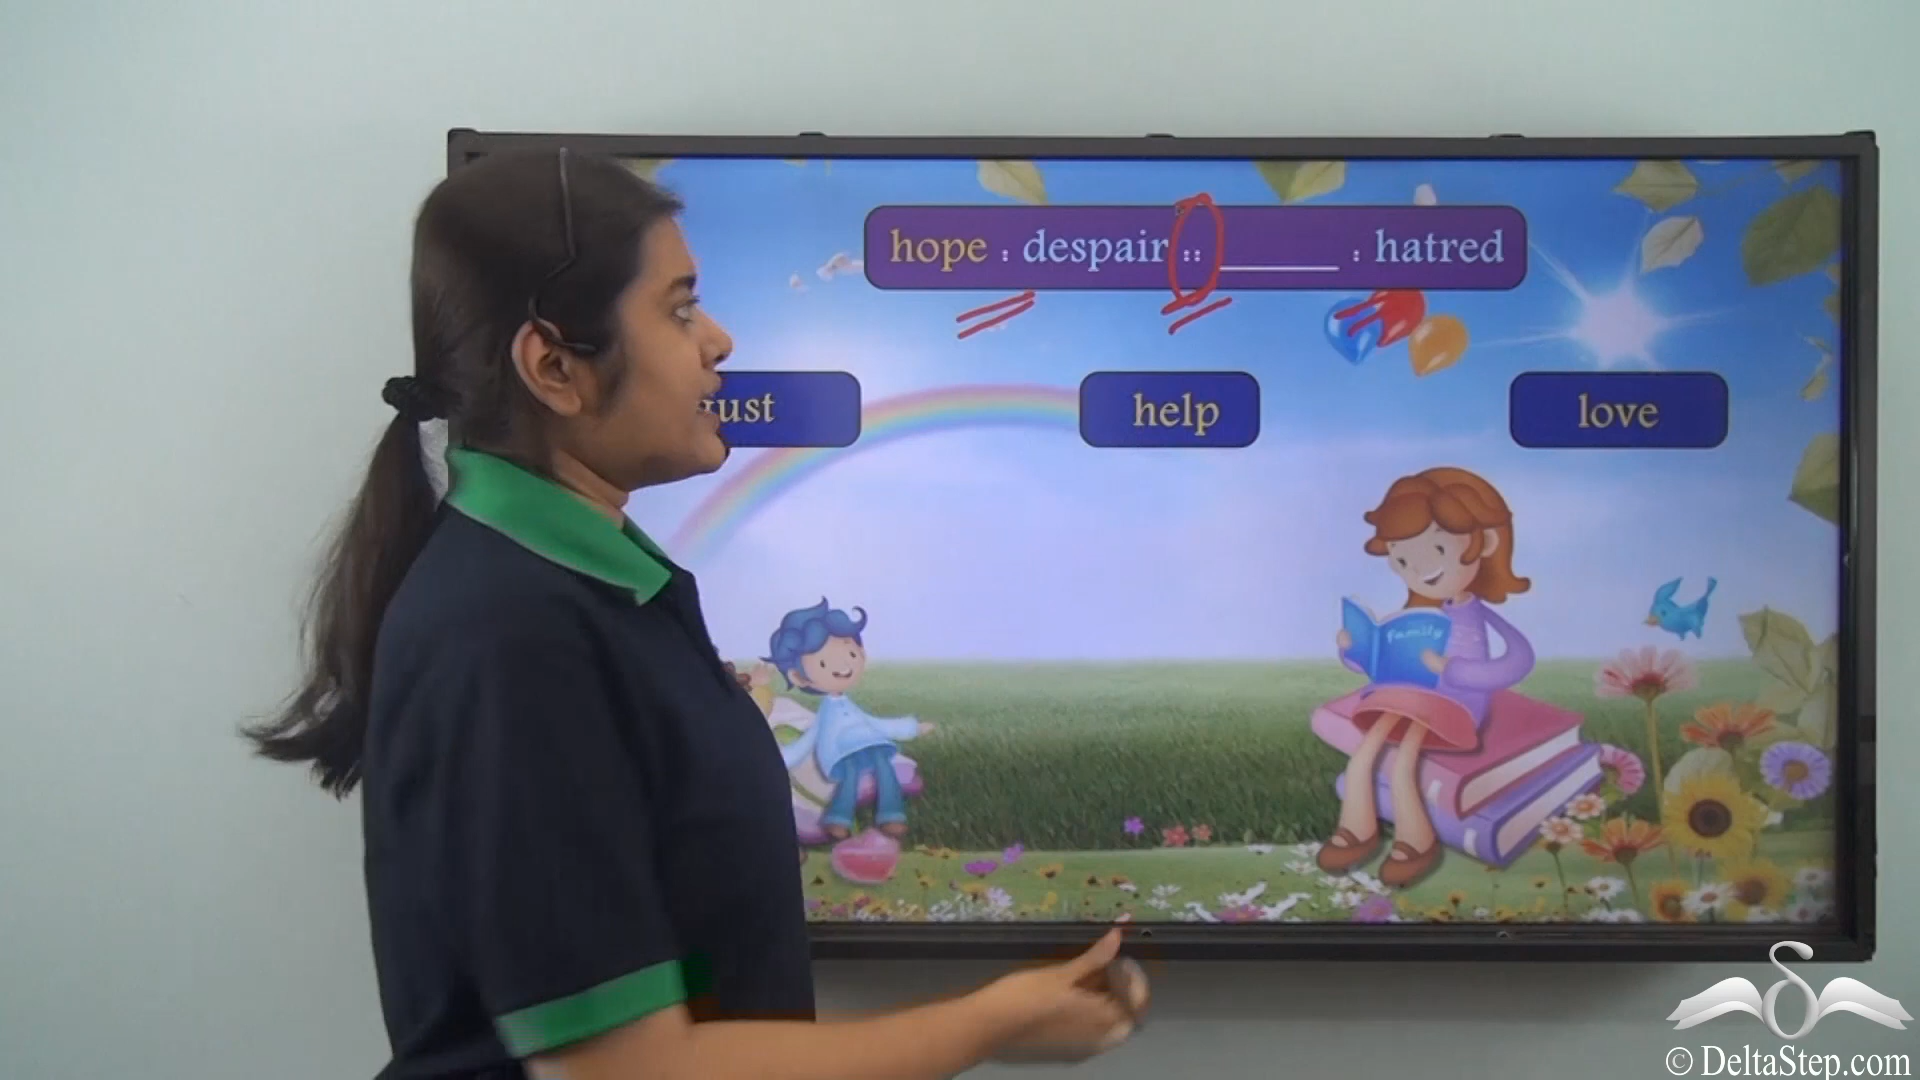 hope : despair :: ______ : hatred
help
love
family
© DeltaStep.com